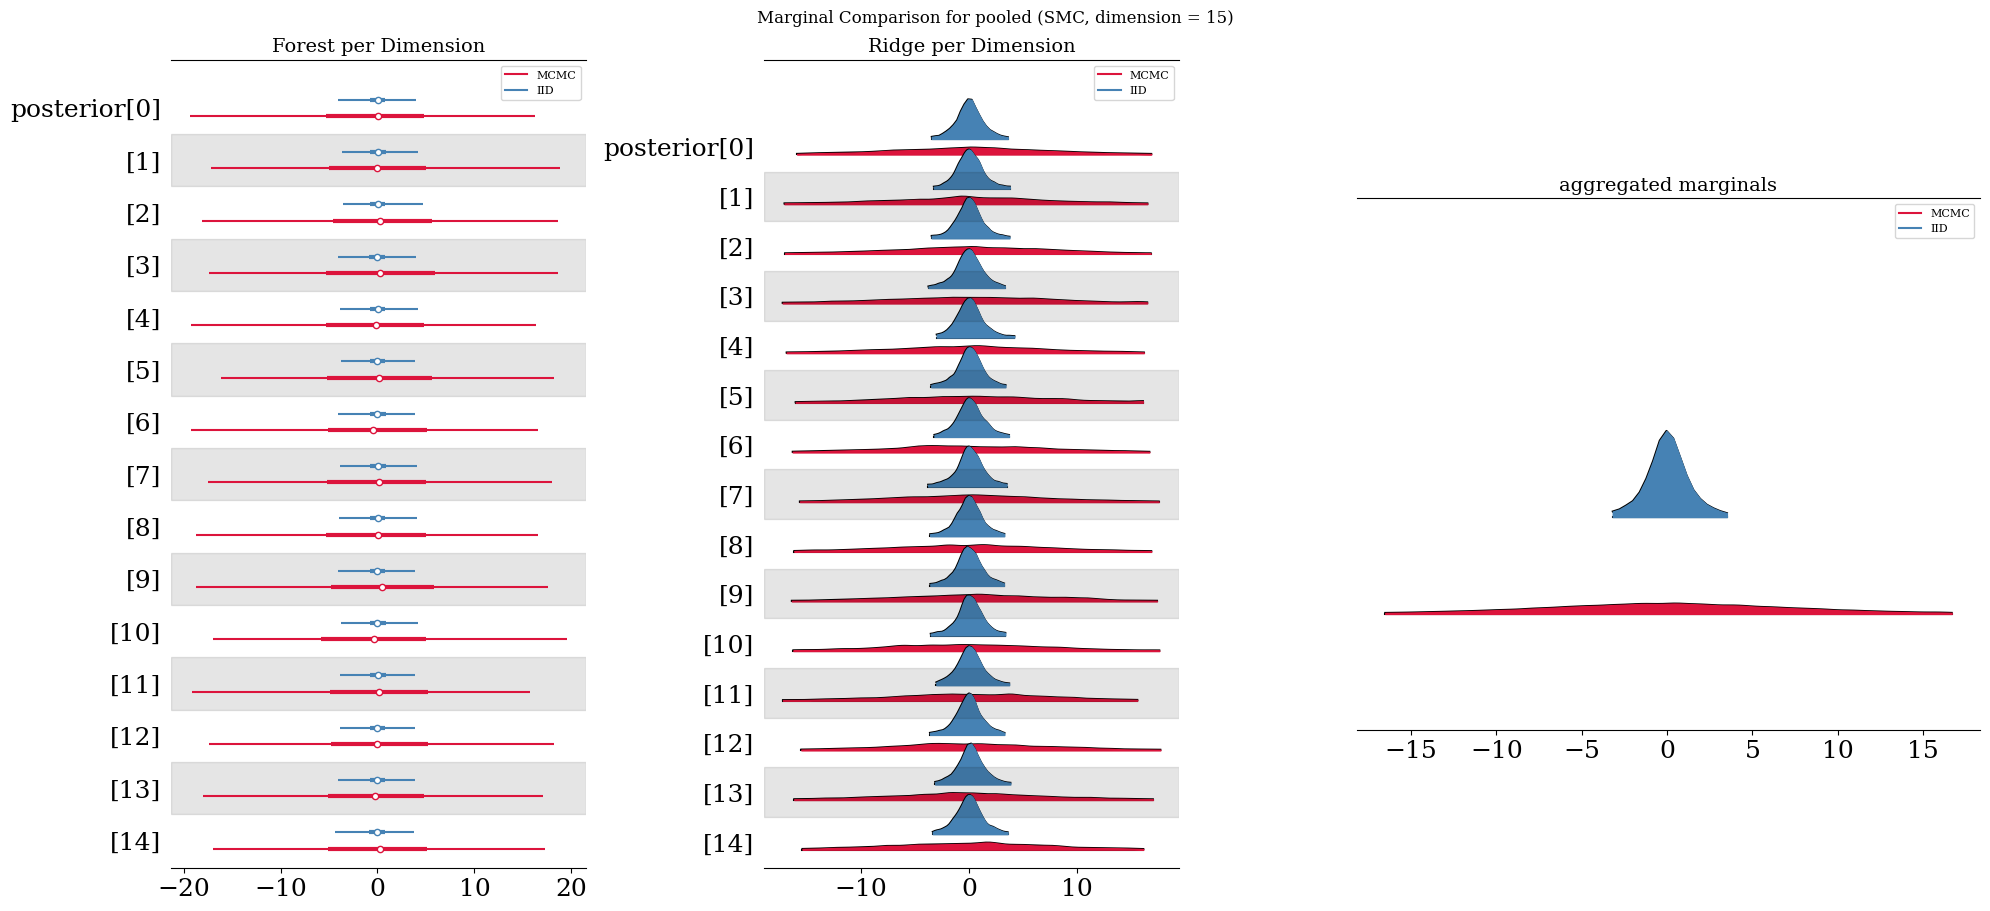 Marginal Comparison for pooled (SMC, dimension = 15)
Forest per Dimension
MCMC
IID
posterior[0]
[1]
[2]
[3]
[4]
[5]
[6]
[7]
[8]
[9]
[10]
[11]
[12]
[13]
[14]
−20 −10 0 10 20
Ridge per Dimension
MCMC
IID
posterior[0]
[1]
[2]
[3]
[4]
[5]
[6]
[7]
[8]
[9]
[10]
[11]
[12]
[13]
[14]
−10 0 10
aggregated marginals
MCMC
IID
−15 −10 −5 0 5 10 15